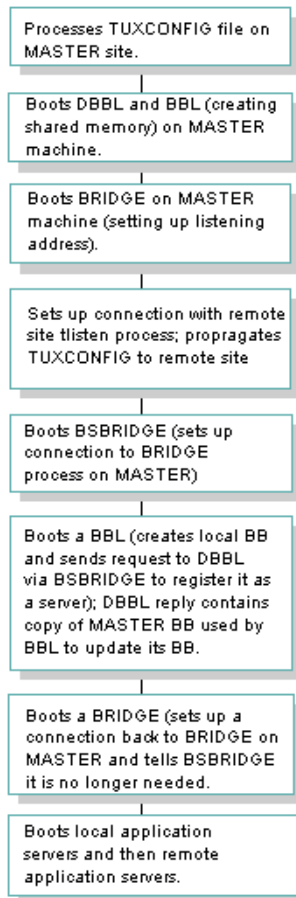 Processes TUXCONFIG file on
MASTER site.
Boots DBBL and BBL (creating
shared memory) on MASTER
machine.
Boots BRIDGE on MASTER
machine (setting up listening
address).
Sets up connection with remote
site tlisten process; propragates
TUXCONFIG to remote site
Boots BSBRIDGE (sets up
connection to BRIDGE
process on MASTER)
Boots a BBL (creates local BB
and sends request to DBBL
via BSBRIDGE to register it as
a server); DBBL reply contains
copy of MASTER BB used by
BBL to update its BB.
Boots a BRIDGE (sets up a
connection back to BRIDGE on
MASTER and tells BSBRIDGE
it is no longer needed.
Boots local application
servers and then remote
application servers.